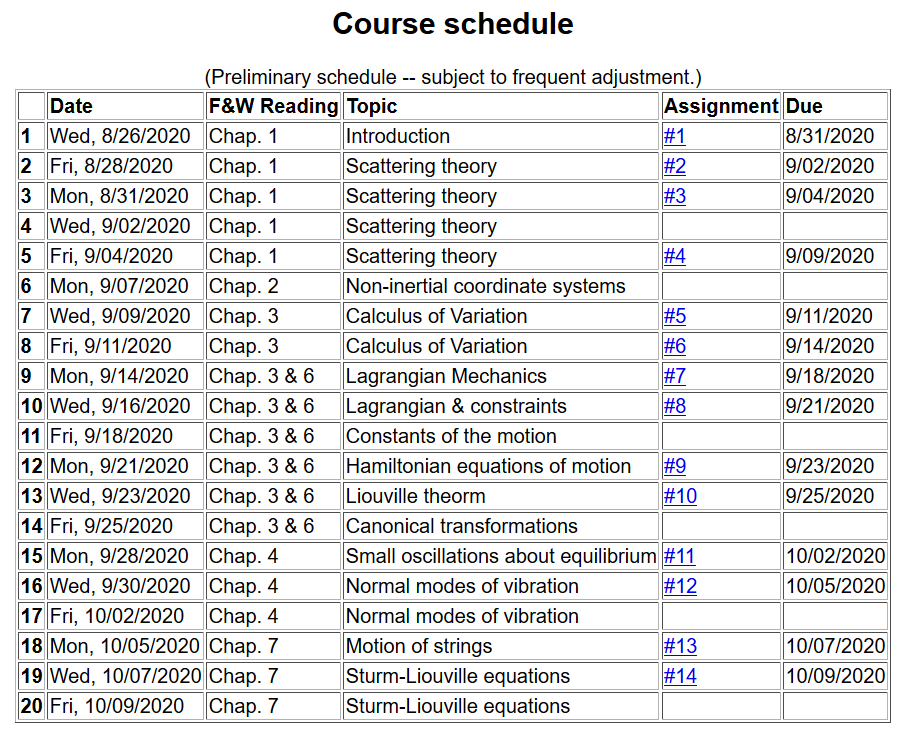 Course schedule
(Preliminary schedule -- subject to frequent adjustment.)
Date F&W Reading Topic Assignment Due
1 Wed, 8/26/2020 Chap. 1 Introduction #1 8/31/2020
2 Fri, 8/28/2020 Chap. 1 Scattering theory #2 9/02/2020
3 Mon, 8/31/2020 Chap. 1 Scattering theory #3 9/04/2020
4 Wed, 9/02/2020 Chap. 1 Scattering theory
5 Fri, 9/04/2020 Chap. 1 Scattering theory #4 9/09/2020
6 Mon, 9/07/2020 Chap. 2 Non-inertial coordinate systems
7 Wed, 9/09/2020 Chap. 3 Calculus of Variation #5 9/11/2020
8 Fri, 9/11/2020 Chap. 3 Calculus of Variation #6 9/14/2020
9 Mon, 9/14/2020 Chap. 3 & 6 Lagrangian Mechanics #7 9/18/2020
10 Wed, 9/16/2020 Chap. 3 & 6 Lagrangian & constraints #8 9/21/2020
11 Fri, 9/18/2020 Chap. 3 & 6 Constants of the motion
12 Mon, 9/21/2020 Chap. 3 & 6 Hamiltonian equations of motion #9 9/23/2020
13 Wed, 9/23/2020 Chap. 3 & 6 Liouville theorm #10 9/25/2020
14 Fri, 9/25/2020 Chap. 3 & 6 Canonical transformations
15 Mon, 9/28/2020 Chap. 4 Small oscillations about equilibrium #11 10/02/2020
16 Wed, 9/30/2020 Chap. 4 Normal modes of vibration #12 10/05/2020
17 Fri, 10/02/2020 Chap. 4 Normal modes of vibration
18 Mon, 10/05/2020 Chap. 7 Motion of strings #13 10/07/2020
19 Wed, 10/07/2020 Chap. 7 Sturm-Liouville equations #14 10/09/2020
20 Fri, 10/09/2020 Chap. 7 Sturm-Liouville equations